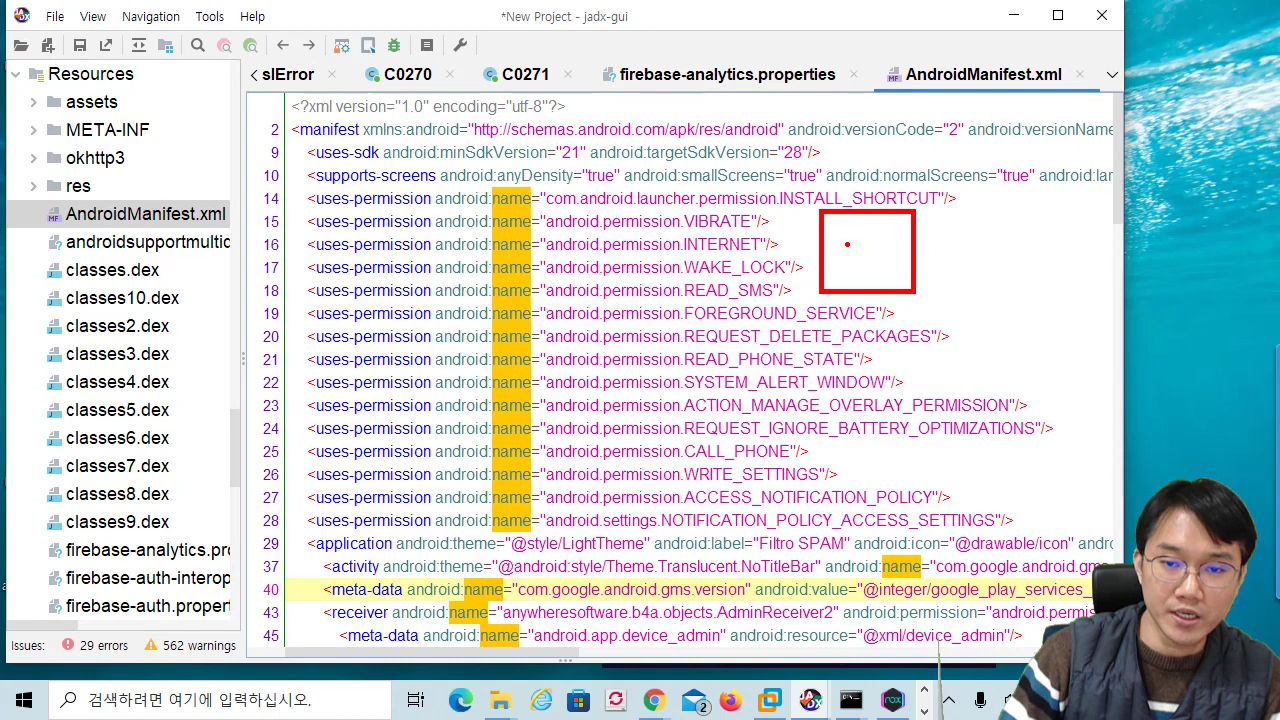 *New Project - jadx-gui
File View Navigation Tools Help
Resources
assets
META-INF
okhttp3
res
AndroidManifest.xml
androidsupportmultidex
classes.dex
classes10.dex
classes2.dex
classes3.dex
classes4.dex
classes5.dex
classes6.dex
classes7.dex
classes8.dex
classes9.dex
firebase-analytics.pro
firebase-auth-interop
firebase-auth.propert
Issues: 29 errors 562 warnings
slError C0270 C0271 firebase-analytics.properties AndroidManifest.xml
<?xml version="1.0" encoding="utf-8"?>
2 <manifest xmlns:android="http://schemas.android.com/apk/res/android" android:versionCode="2" android:versionName
9 <uses-sdk android:minSdkVersion="21" android:targetSdkVersion="28"/>
10 <supports-screens android:anyDensity="true" android:smallScreens="true" android:normalScreens="true" android:lar
14 <uses-permission android:name="com.android.launcher.permission.INSTALL_SHORTCUT"/>
15 <uses-permission android:name="android.permission.VIBRATE"/>
16 <uses-permission android:name="android.permission.INTERNET"/>
17 <uses-permission android:name="android.permission.WAKE_LOCK"/>
18 <uses-permission android:name="android.permission.READ_SMS"/>
19 <uses-permission android:name="android.permission.FOREGROUND_SERVICE"/>
20 <uses-permission android:name="android.permission.REQUEST_DELETE_PACKAGES"/>
21 <uses-permission android:name="android.permission.READ_PHONE_STATE"/>
22 <uses-permission android:name="android.permission.SYSTEM_ALERT_WINDOW"/>
23 <uses-permission android:name="android.permission.ACTION_MANAGE_OVERLAY_PERMISSION"/>
24 <uses-permission android:name="android.permission.REQUEST_IGNORE_BATTERY_OPTIMIZATIONS"/>
25 <uses-permission android:name="android.permission.CALL_PHONE"/>
26 <uses-permission android:name="android.permission.WRITE_SETTINGS"/>
27 <uses-permission android:name="android.permission.ACCESS_NOTIFICATION_POLICY"/>
28 <uses-permission android:name="android.settings.NOTIFICATION_POLICY_ACCESS_SETTINGS"/>
29 <application android:theme="@style/LightTheme" android:label="Filtro SPAM" android:icon="@drawable/icon" andro
37 <activity android:theme="@android:style/Theme.Translucent.NoTitleBar" android:name="com.google.android.gms
40 <meta-data android:name="com.google.android.gms.version" android:value="@integer/google_play_services_
43 <receiver android:name="anywheresoftware.b4a.objects.AdminReceiver2" android:permission="android.permis
45 <meta-data android:name="android.app.device_admin" android:resource="@xml/device_admin"/>
검색하려면 여기에 입력하십시오.
2
nox